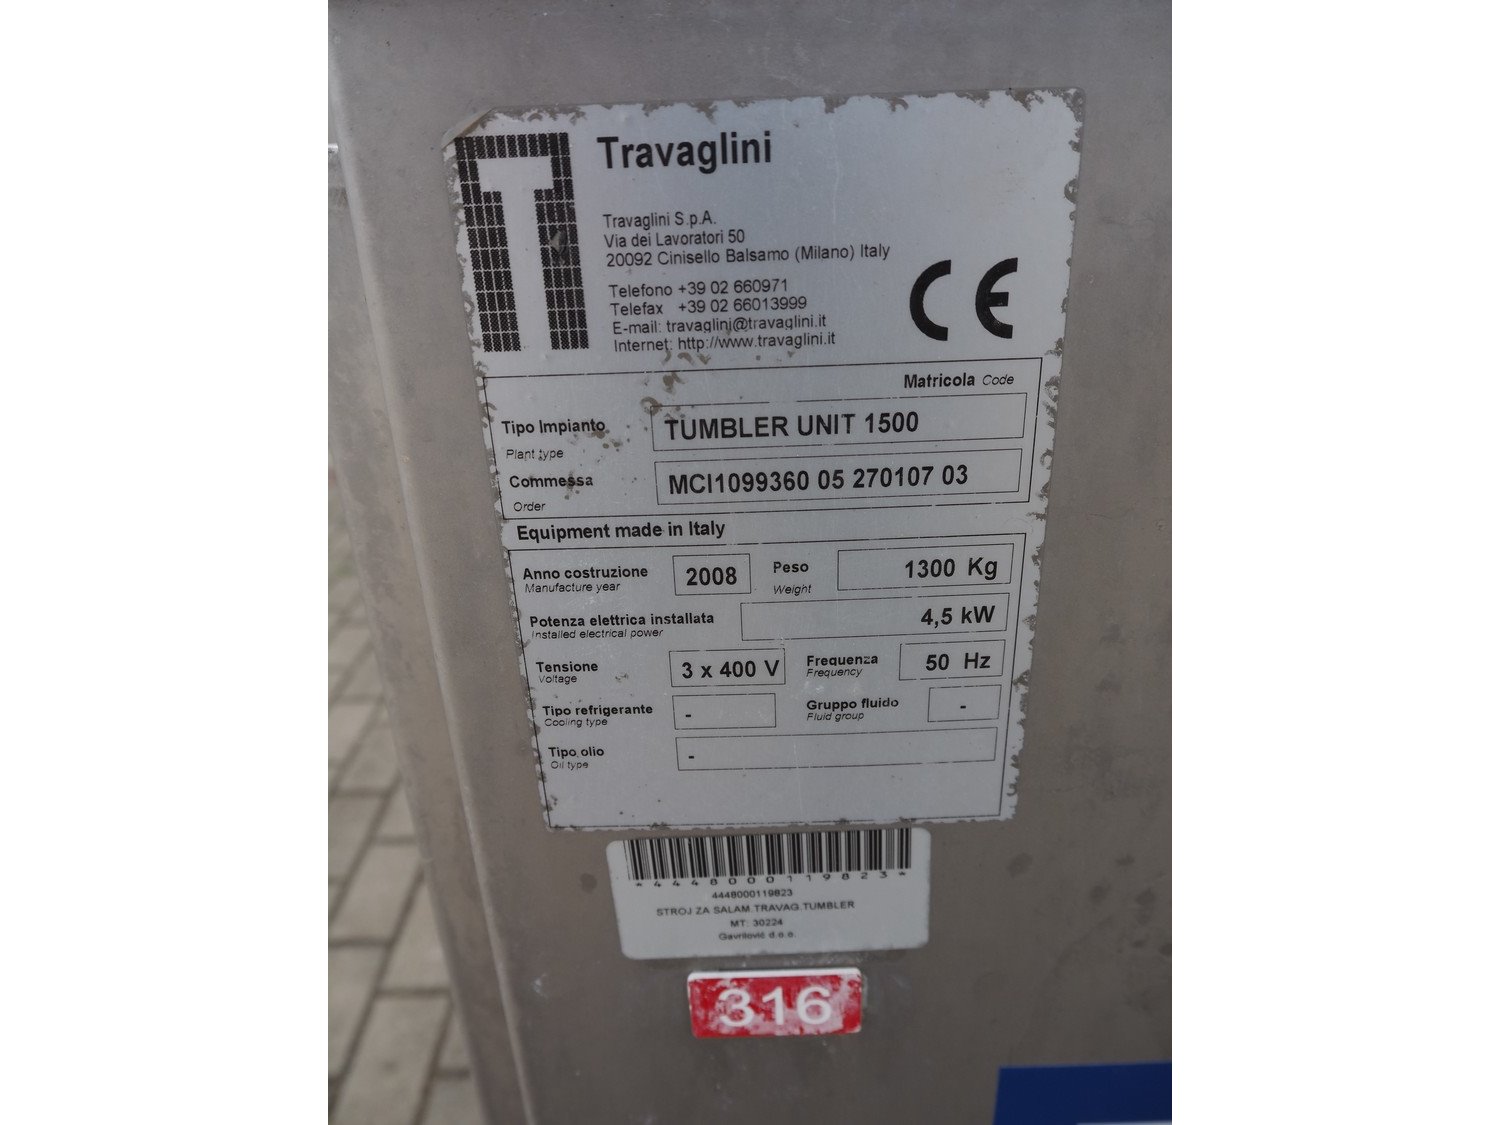 T
Travaglini
Travaglini S.p.A.
Via dei Lavoratori 50
20092 Cinisello Balsamo (Milano) Italy
Telefono +39 02 660971
Telefax +39 02 66013999
E-mail: travaglini@travaglini.it
Internet: http://www.travaglini.it
CE
Matricola Code
Tipo Impianto TUMBLER UNIT 1500
Plant type
Commessa MCI1099360 05 270107 03
Order
Equipment made in Italy
Anno costruzione 2008 Peso 1300 Kg
Manufacture year Weight
Potenza elettrica installata 4,5 kW
Installed electrical power
Tensione 3 x 400 V Frequenza 50 Hz
Voltage Frequency
Tipo refrigerante - Gruppo fluido -
Cooling type Fluid group
Tipo olio -
Oil type
*4448000119823*
4448000119823
STROJ ZA SALAM.TRAVAG.TUMBLER
MT: 30224
Gavrilović d.o.o.
316